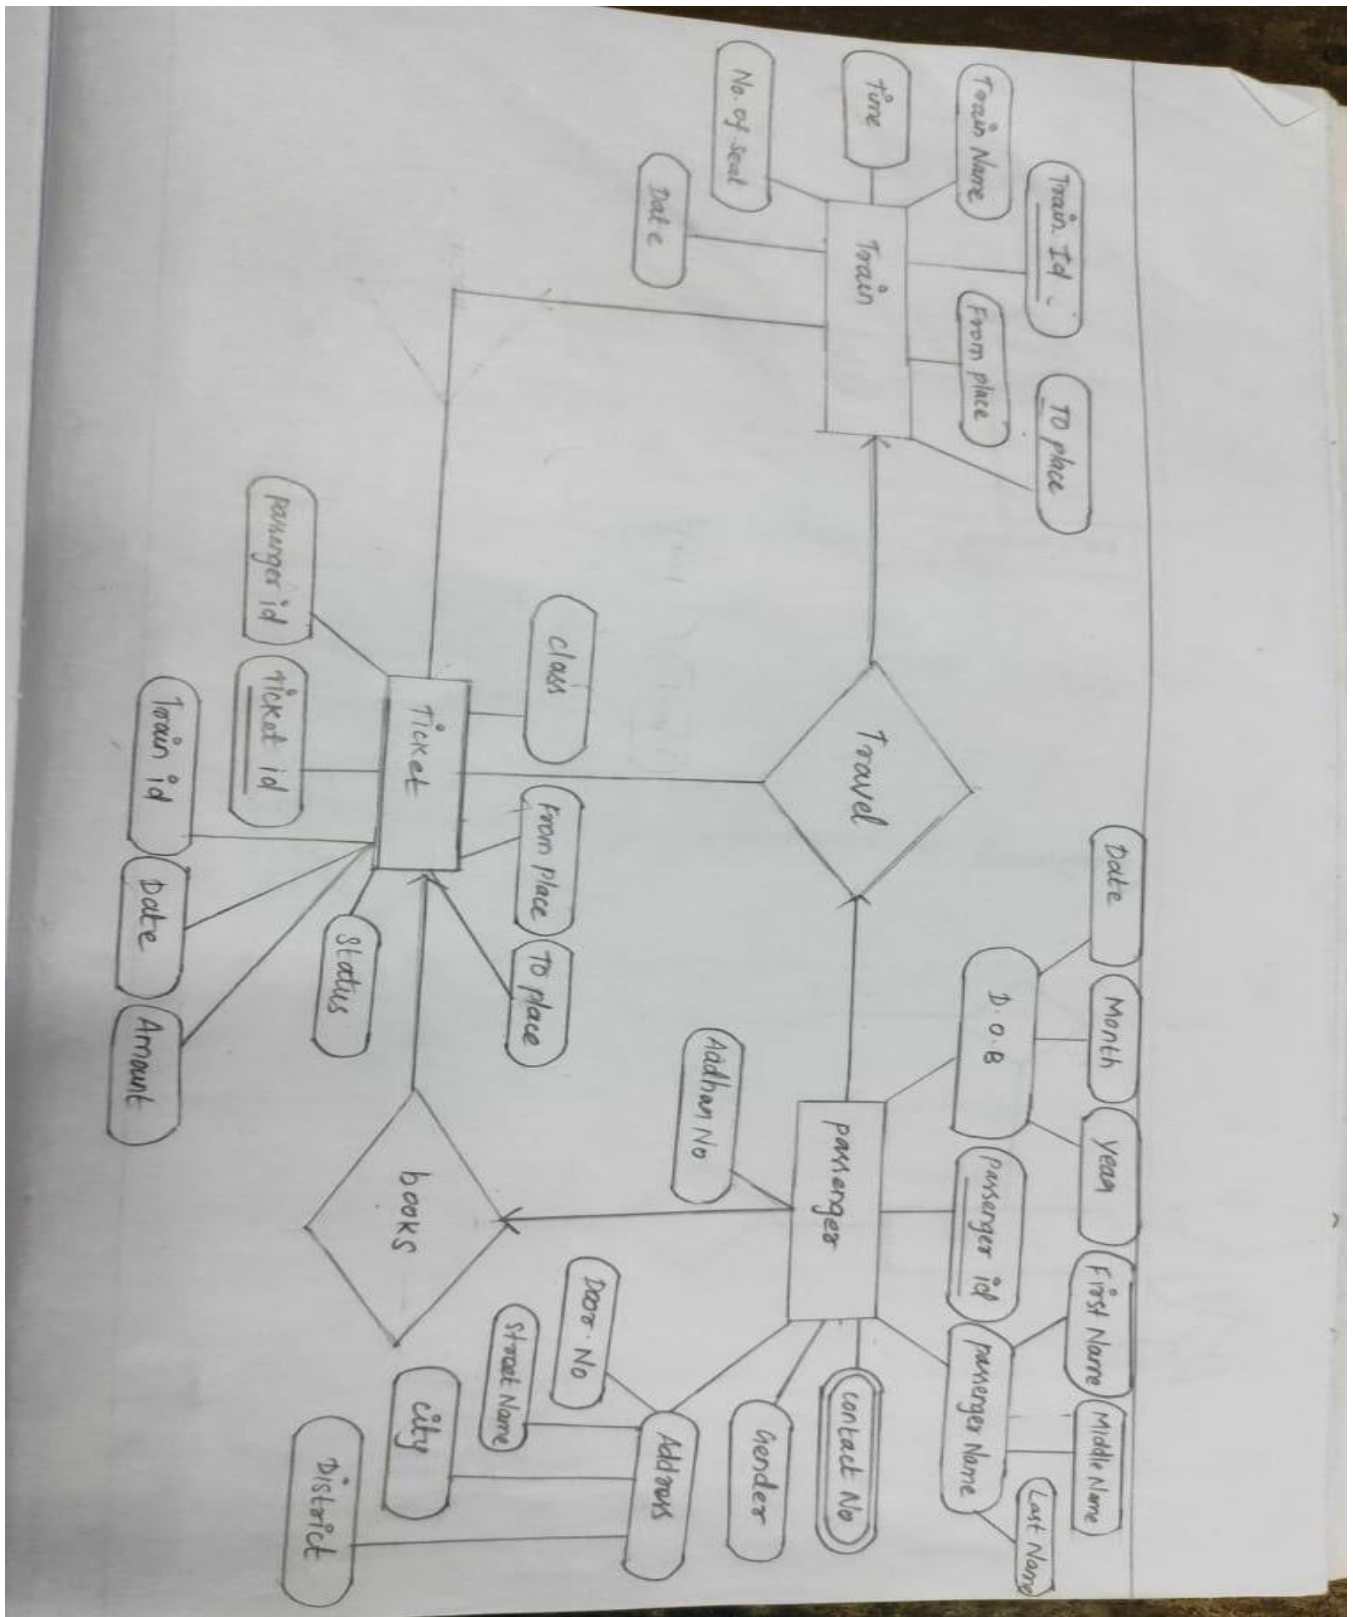 Train Id
TO place
Train Name
From place
Time
Train
No. of seat
Date
Travel
Date
Month
Year
D.O.B
Passenger id
First Name
Middle Name
Last Name
Passenger Name
Passenger
Contact No
Gender
Address
Door. No
Street Name
City
District
Aadhar No
books
class
From place
TO place
Ticket
Status
Passenger id
Ticket id
Train id
Date
Amount